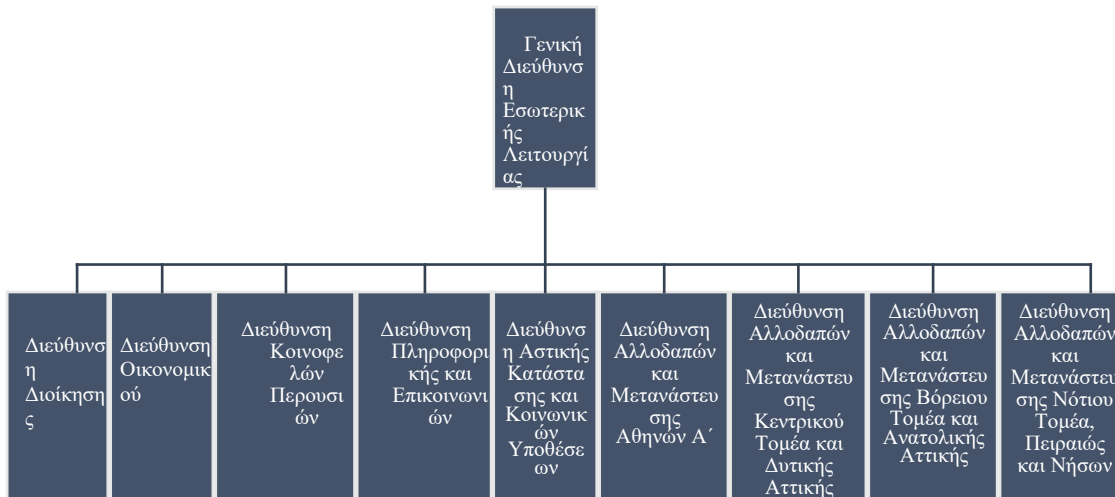 Γενική
Διεύθυνσ
η
Εσωτερικ
ής
Λειτουργί
ας
Διεύθυνσ
η
Διοίκηση
ς
Διεύθυνση
Οικονομικ
ού
Διεύθυνση
Κοινοφε
λών
Περουσι
ών
Διεύθυνση
Πληροφορι
κής και
Επικοινωνι
ών
Διεύθυνσ
η Αστικής
Κατάστα
σης και
Κοινωνικ
ών
Υποθέσε
ων
Διεύθυνση
Αλλοδαπών
και
Μετανάστευ
σης
Αθηνών Α΄
Διεύθυνση
Αλλοδαπών
και
Μετανάστευ
σης
Κεντρικού
Τομέα και
Δυτικής
Αττικής
Διεύθυνση
Αλλοδαπών
και
Μετανάστευ
σης Βόρειου
Τομέα και
Ανατολικής
Αττικής
Διεύθυνση
Αλλοδαπών
και
Μετανάστευ
σης Νότιου
Τομέα,
Πειραιώς
και Νήσων